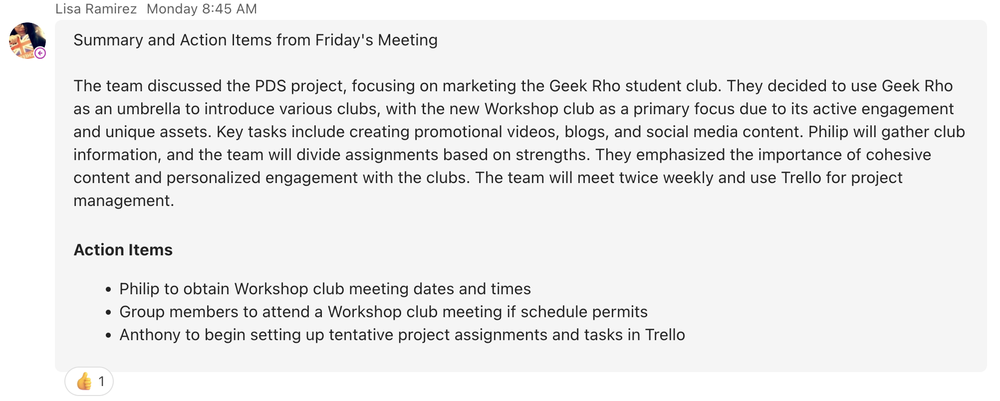 Lisa Ramirez Monday 8:45 AM
Summary and Action Items from Friday's Meeting
The team discussed the PDS project, focusing on marketing the Geek Rho student club. They decided to use Geek Rho
as an umbrella to introduce various clubs, with the new Workshop club as a primary focus due to its active engagement
and unique assets. Key tasks include creating promotional videos, blogs, and social media content. Philip will gather club
information, and the team will divide assignments based on strengths. They emphasized the importance of cohesive
content and personalized engagement with the clubs. The team will meet twice weekly and use Trello for project
management.
Action Items
• Philip to obtain Workshop club meeting dates and times
• Group members to attend a Workshop club meeting if schedule permits
• Anthony to begin setting up tentative project assignments and tasks in Trello
👍 1